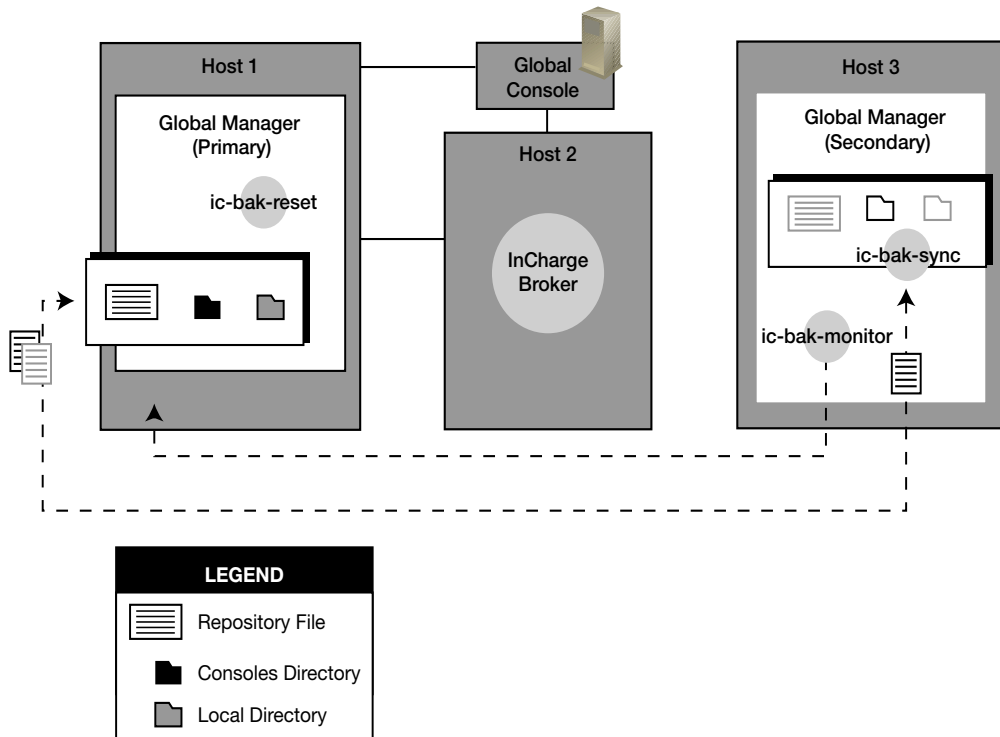 Host 1
Global Manager
(Primary)
ic-bak-reset
Global
Console
Host 2
InCharge
Broker
Host 3
Global Manager
(Secondary)
ic-bak-sync
ic-bak-monitor
LEGEND
Repository File
Consoles Directory
Local Directory